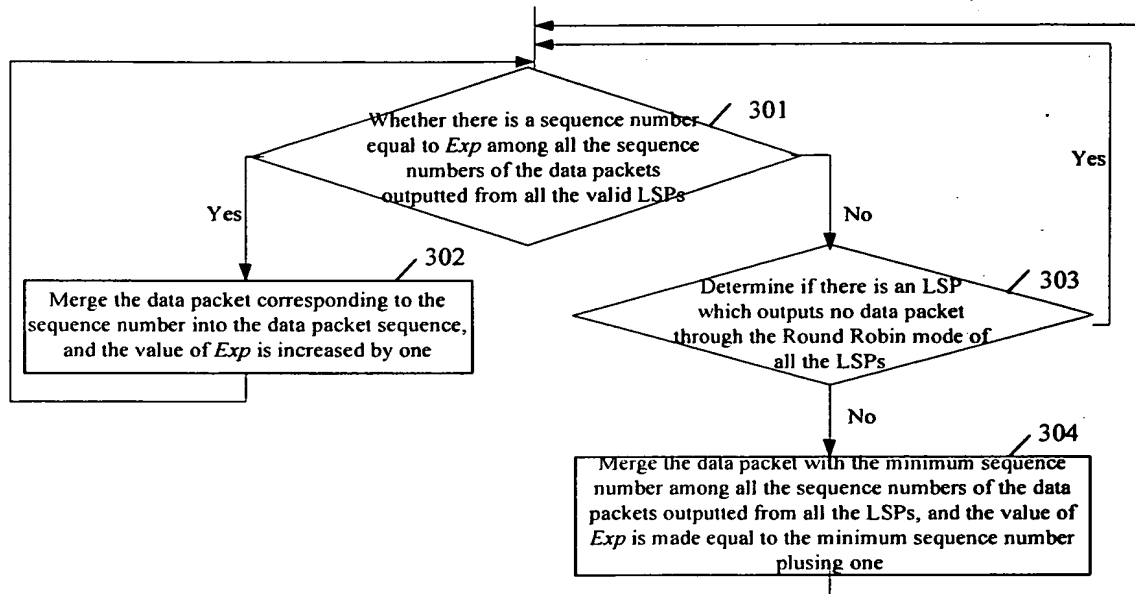 301
Whether there is a sequence number
equal to Exp among all the sequence
numbers of the data packets
outputted from all the valid LSPs
Yes
Yes
No
302
Merge the data packet corresponding to the
sequence number into the data packet sequence,
and the value of Exp is increased by one
303
Determine if there is an LSP
which outputs no data packet
through the Round Robin mode of
all the LSPs
No
304
Merge the data packet with the minimum sequence
number among all the sequence numbers of the data
packets outputted from all the LSPs, and the value of
Exp is made equal to the minimum sequence number
plusing one